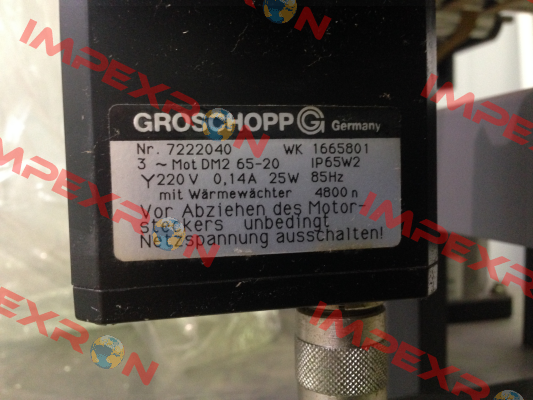 IMPEXRON
IMPEXRON
GROSCHOPP G Germany
Nr. 7222040 WK 1665801
3 ~ Mot DM2 65-20 IP65W2
Y 220 V 0,14A 25W 85Hz
mit Wärmewächter 4800 n
Vor Abziehen des Motor-
steckers unbedingt
Netzspannung ausschalten!
IMPEXRON
IMPEXRON